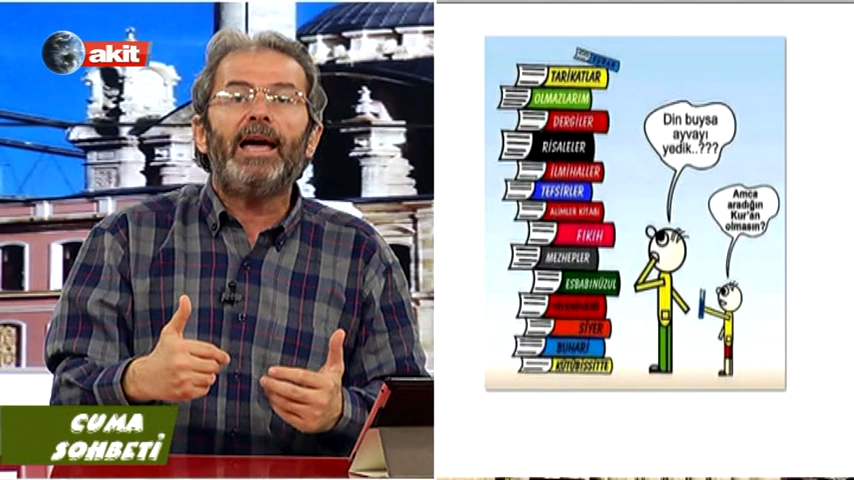 akit
CUMA
SOHBETİ
TARİKATLAR
OLMAZLARIM
DERGİLER
RİSALELER
İLMİHALLER
TEFSİRLER
ALİMLER KİTABI
FIKIH
MEZHEPLER
ESBABINÜZUL
SİYER
BUHARİ
KÜTÜBİSSİTTE
Din buysa
ayvayı
yedik..???
Amca
aradığın
Kur'an
olmasın?